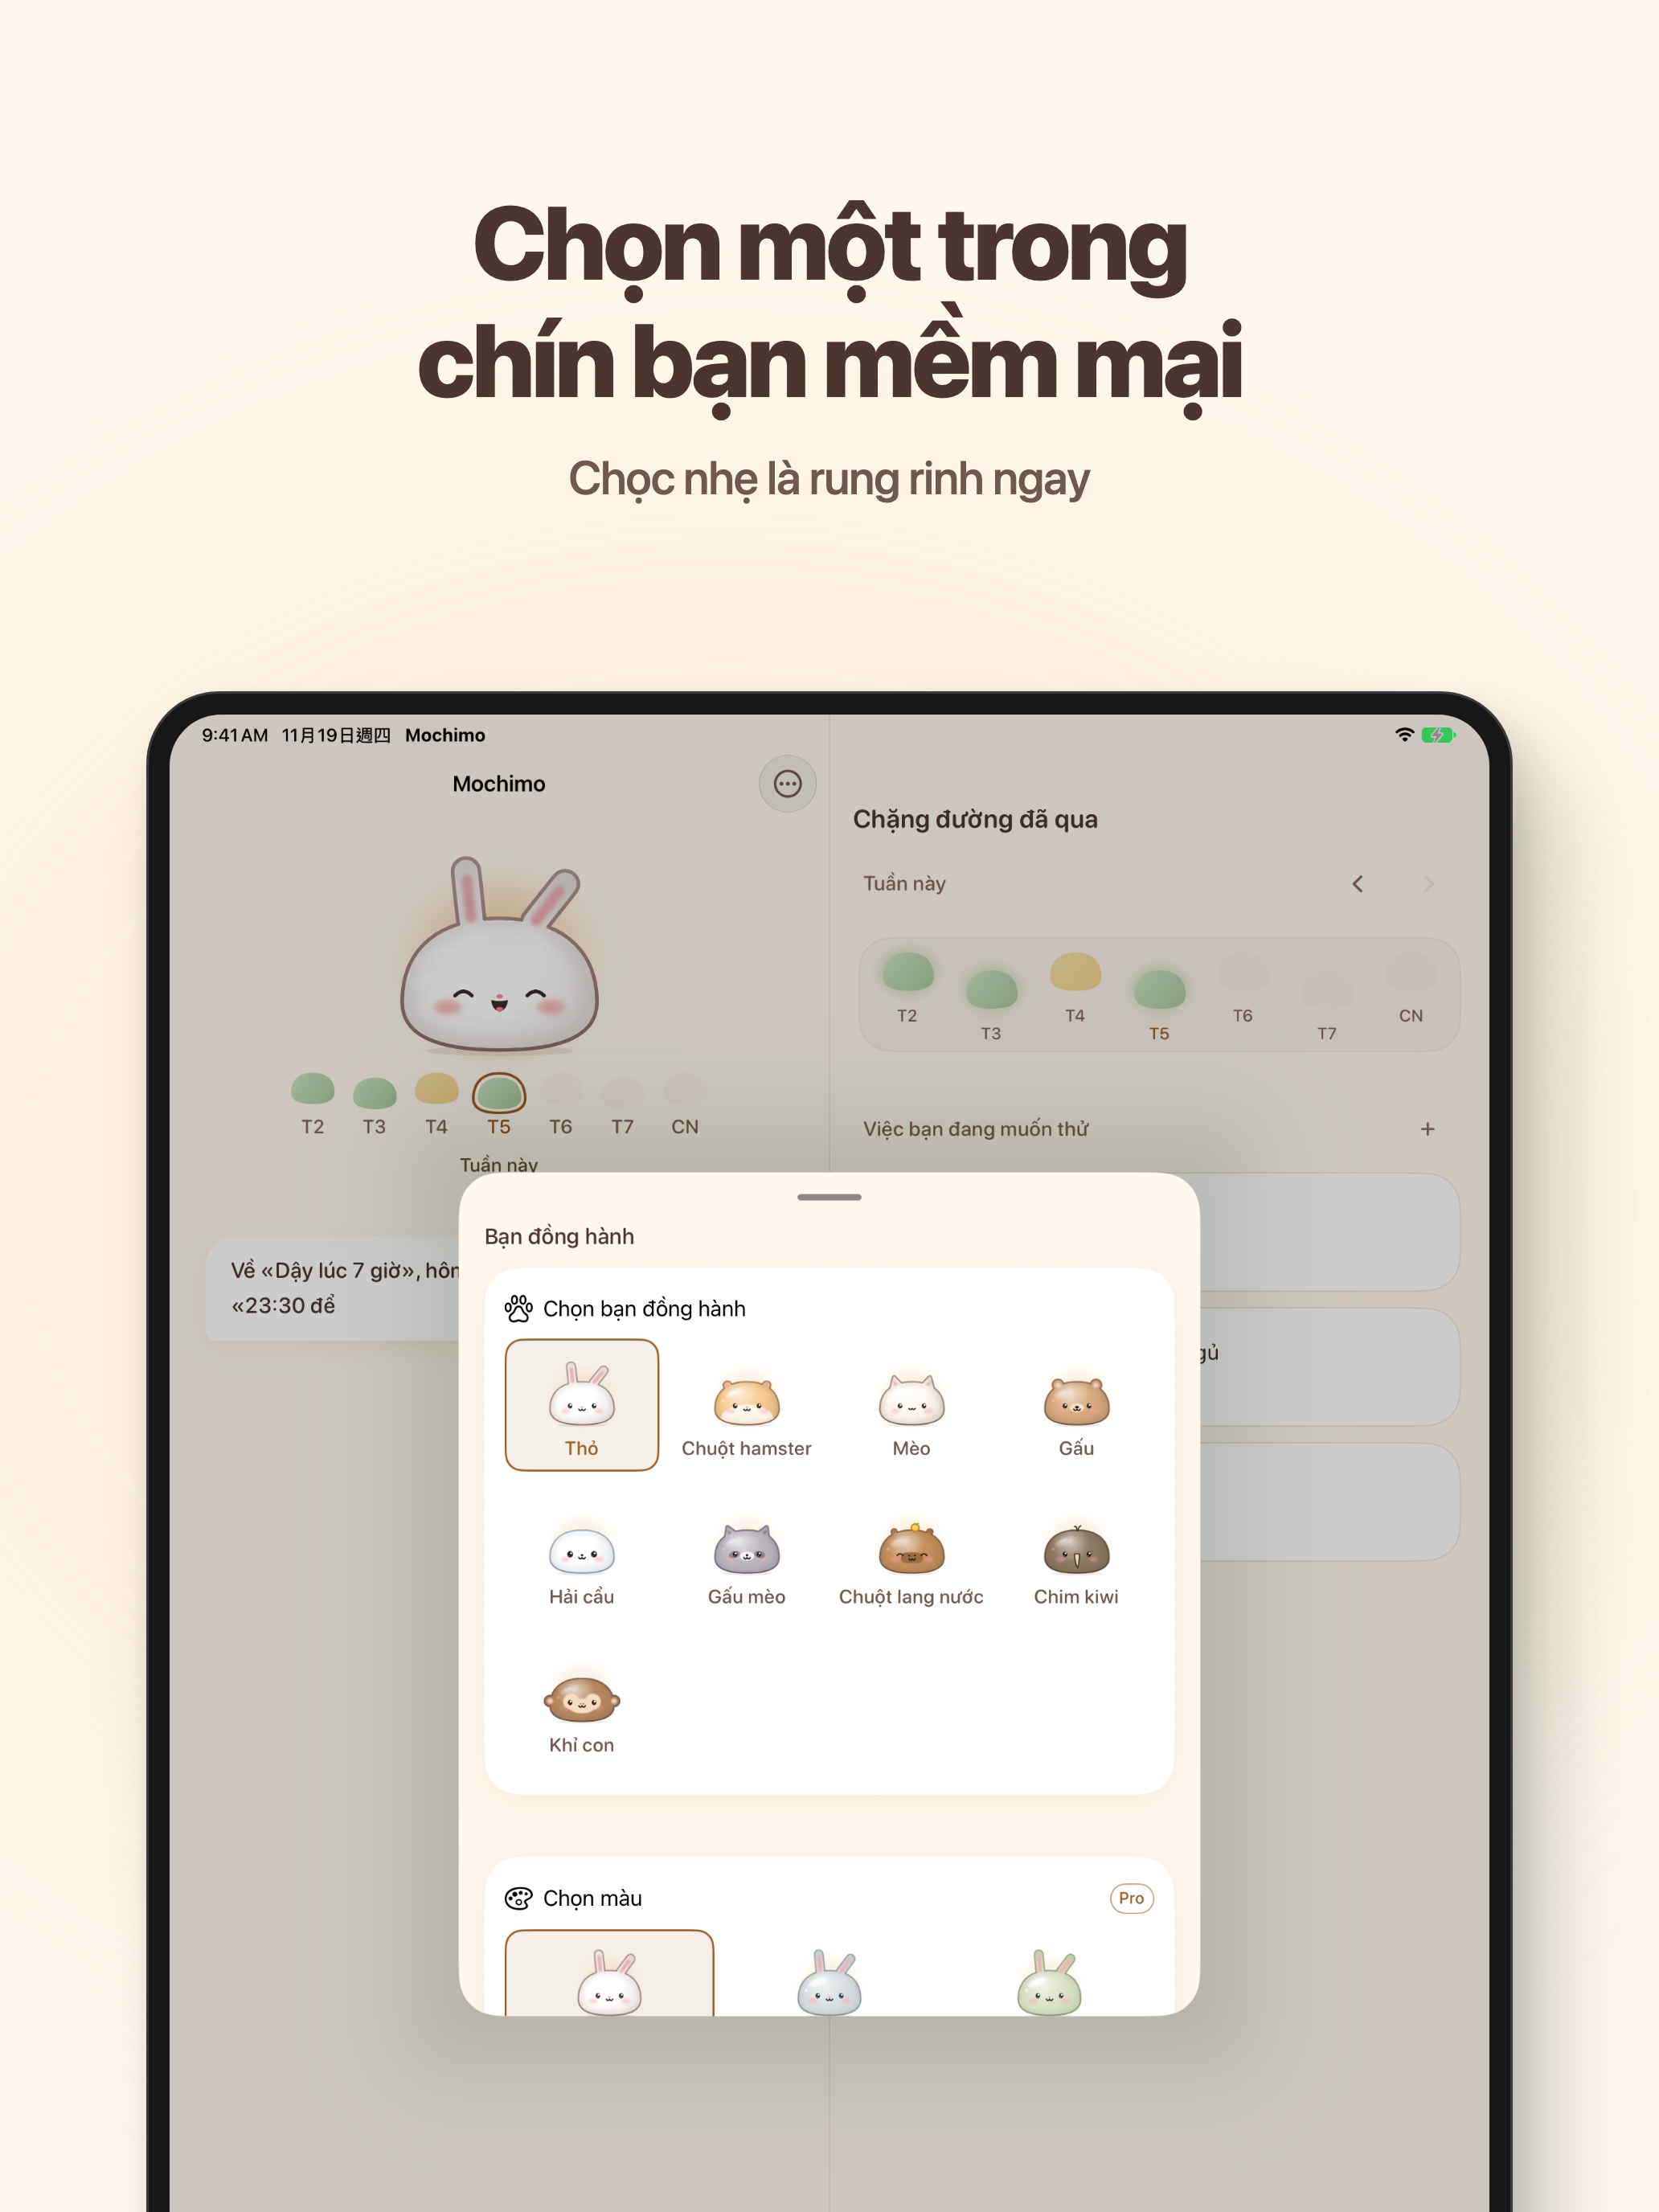 Chọn một trong
chín bạn mềm mại
Chọc nhẹ là rung rinh ngay
9:41 AM 11月19日週四 Mochimo
Mochimo
T2 T3 T4 T5 T6 T7 CN
Tuần này
Về «Dậy lúc 7 giờ», hôn
«23:30 để
Chặng đường đã qua
Tuần này
T2 T3 T4 T5 T6 T7 CN
Việc bạn đang muốn thử
gủ
Bạn đồng hành
Chọn bạn đồng hành
Thỏ Chuột hamster Mèo Gấu
Hải cẩu Gấu mèo Chuột lang nước Chim kiwi
Khỉ con
Chọn màu Pro